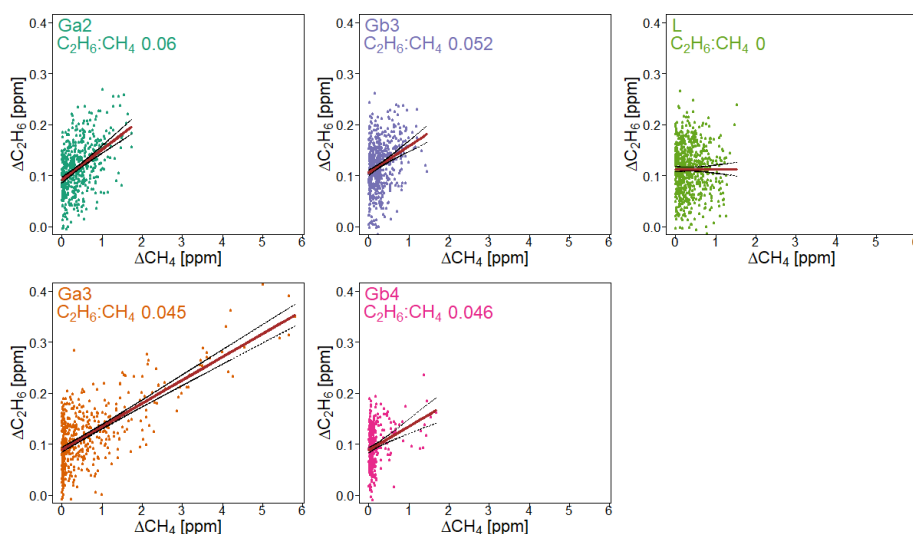 Ga2
C₂H₆:CH₄ 0.06
0.4
0.3
0.2
0.1
0.0
ΔC₂H₆ [ppm]
0 1 2 3 4 5 6
ΔCH₄ [ppm]
Gb3
C₂H₆:CH₄ 0.052
0.4
0.3
0.2
0.1
0.0
ΔC₂H₆ [ppm]
0 1 2 3 4 5 6
ΔCH₄ [ppm]
L
C₂H₆:CH₄ 0
0.4
0.3
0.2
0.1
0.0
ΔC₂H₆ [ppm]
0 1 2 3 4 5 6
ΔCH₄ [ppm]
Ga3
C₂H₆:CH₄ 0.045
0.4
0.3
0.2
0.1
0.0
ΔC₂H₆ [ppm]
0 1 2 3 4 5 6
ΔCH₄ [ppm]
Gb4
C₂H₆:CH₄ 0.046
0.4
0.3
0.2
0.1
0.0
ΔC₂H₆ [ppm]
0 1 2 3 4 5 6
ΔCH₄ [ppm]